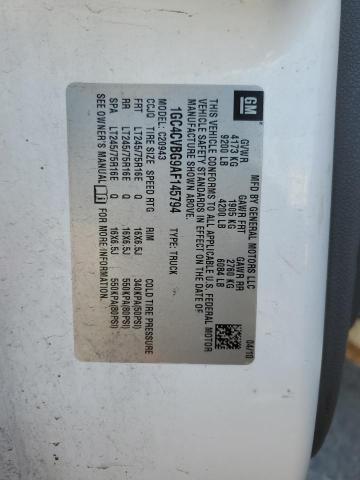 GM
MFD BY GENERAL MOTORS LLC
04/10
GVWR GAWR FRT GAWR RR
4173 KG 1905 KG 2760 KG
9200 LB 4200 LB 6084 LB
THIS VEHICLE CONFORMS TO ALL APPLICABLE U.S. FEDERAL MOTOR
VEHICLE SAFETY STANDARDS IN EFFECT ON THE DATE OF
MANUFACTURE SHOWN ABOVE.
1GC4CVBG9AF145794 TYPE: TRUCK
MODEL: C20943
CCJQ TIRE SIZE SPEED RTG RIM COLD TIRE PRESSURE
FRT LT245/75R16E Q 16X6.5J 340KPA(50PSI)
RR LT245/75R16E Q 16X6.5J 550KPA(80PSI)
SPA LT245/75R16E Q 16X6.5J 550KPA(80PSI)
SEE OWNER'S MANUAL FOR ADDITIONAL INFORMATION.